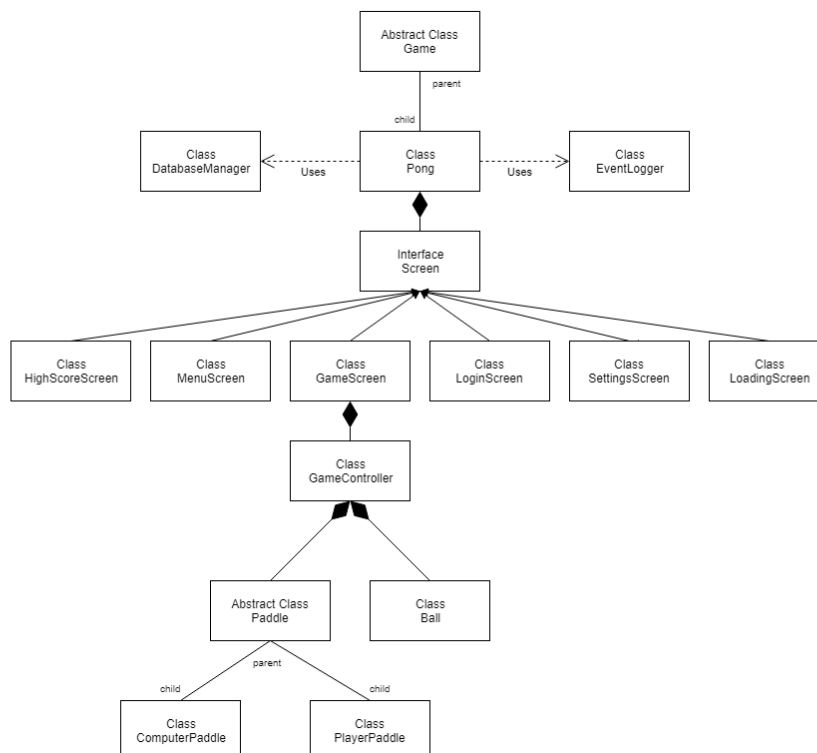 Abstract Class
Game
parent
child
Class
DatabaseManager
Uses
Class
Pong
Uses
Class
EventLogger
Interface
Screen
Class
HighScoreScreen
Class
MenuScreen
Class
GameScreen
Class
LoginScreen
Class
SettingsScreen
Class
LoadingScreen
Class
GameController
Abstract Class
Paddle
Class
Ball
parent
child
child
Class
ComputerPaddle
Class
PlayerPaddle